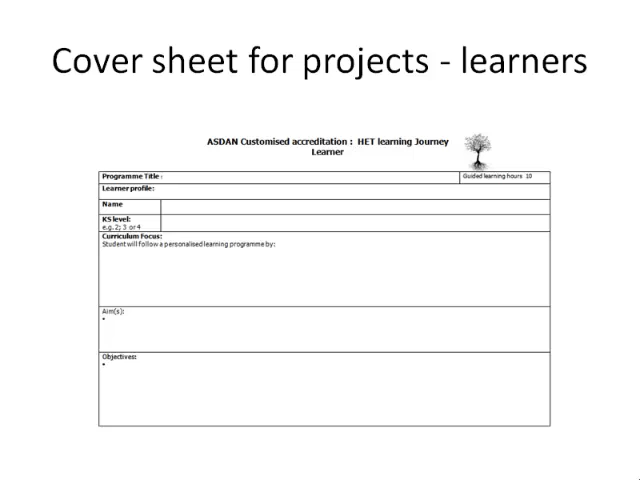 Cover sheet for projects - learners
ASDAN Customised accreditation :  HET learning Journey
Learner
Programme Title :
Guided learning hours  10
Learner profile:
Name
KS level:
e.g. 2; 3 or 4
Curriculum Focus:
Student will follow a personalised learning programme by:
Aim(s):
•
Objectives:
•